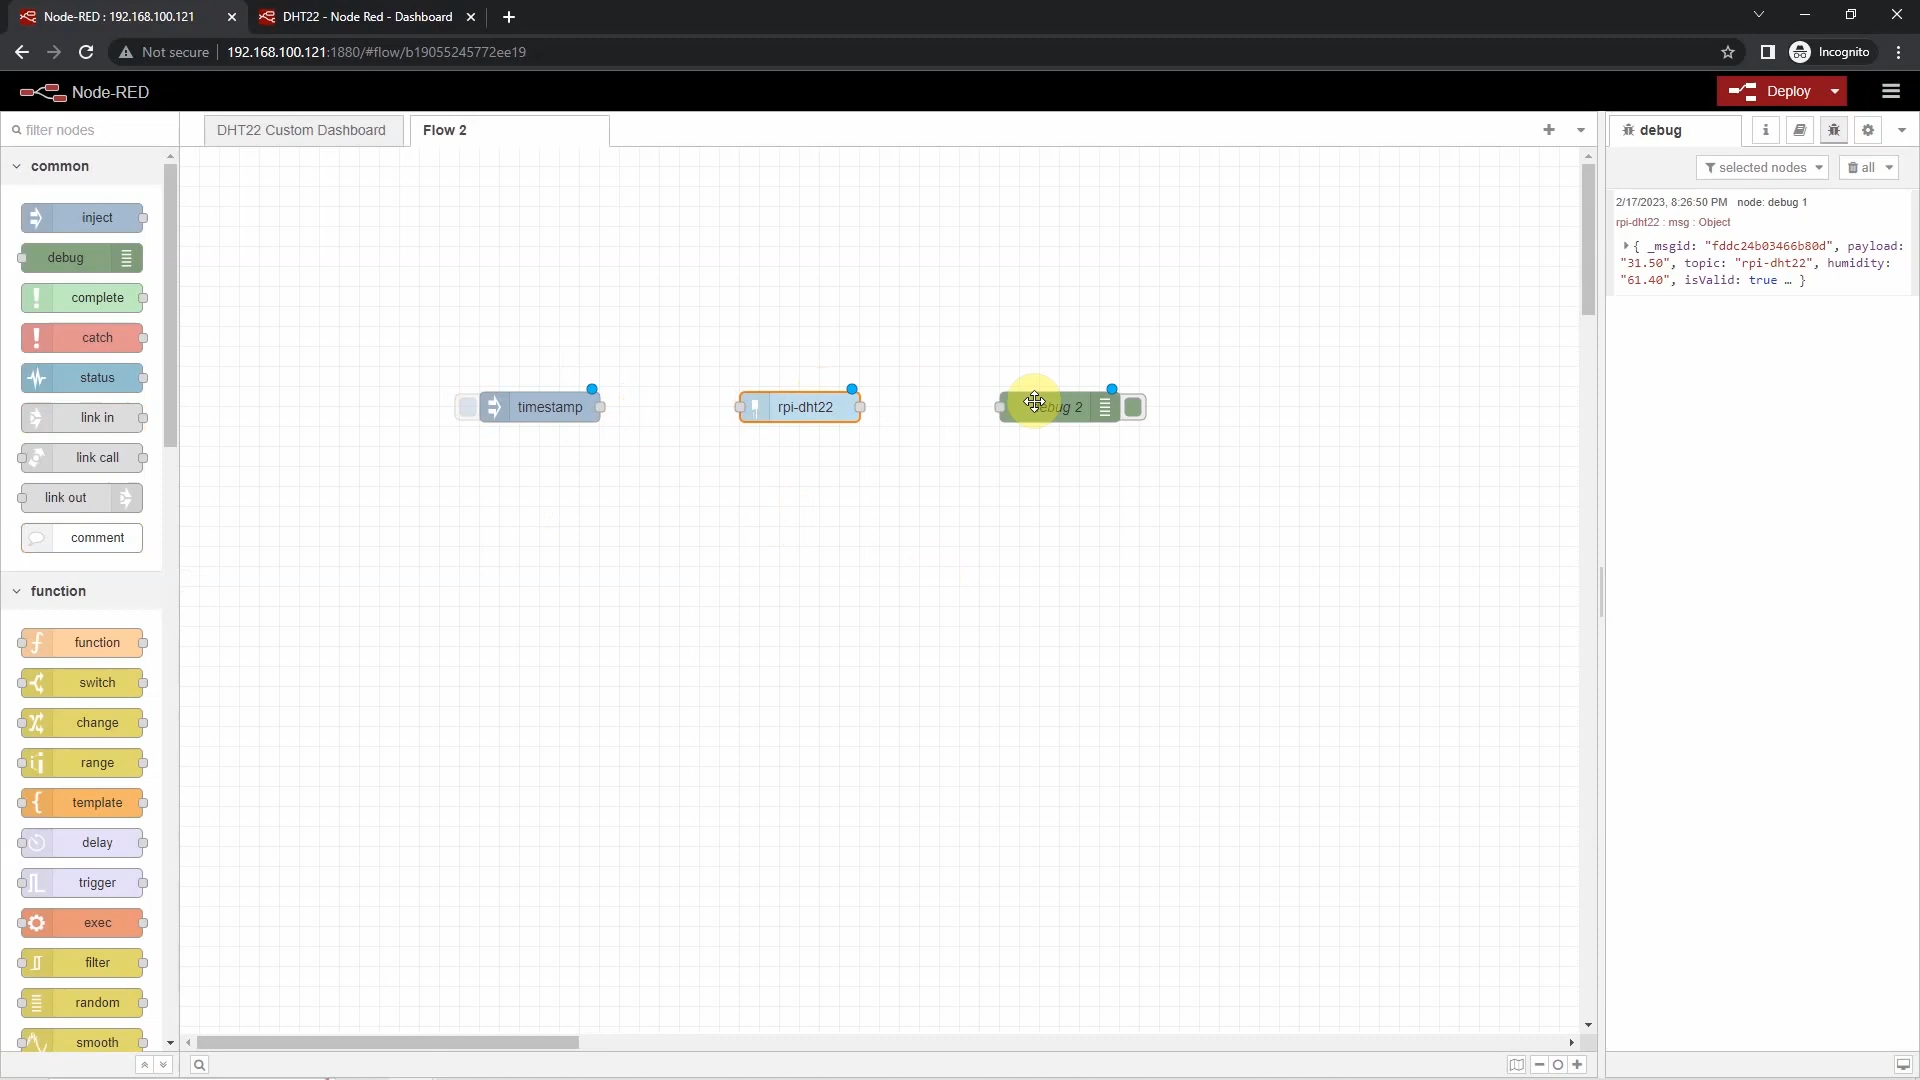 Node-RED : 192.168.100.121
DHT22 - Node Red - Dashboard
Not secure
192.168.100.121:1880/#flow/b19055245772ee19
Incognito
Node-RED
Deploy
filter nodes
DHT22 Custom Dashboard
Flow 2
debug
common
selected nodes
all
inject
debug
complete
catch
status
link in
link call
link out
comment
2/17/2023, 8:26:50 PM node: debug 1
rpi-dht22 : msg : Object
{ _msgid: "fddc24b03466b80d", payload:
"31.50", topic: "rpi-dht22", humidity:
"61.40", isValid: true … }
timestamp
rpi-dht22
debug 2
function
function
switch
change
range
template
delay
trigger
exec
filter
random
smooth